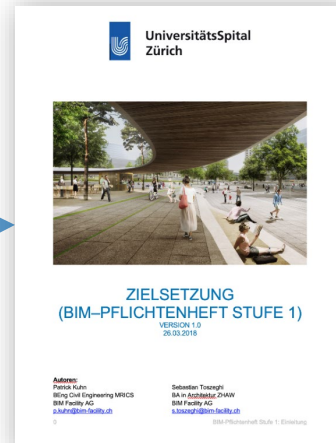 UniversitätsSpital
Zürich
ZIELSETZUNG
(BIM–PFLICHTENHEFT STUFE 1)
VERSION 1.0
26.03.2018
Autoren:
Patrick Kuhn
BEng Civil Engineering MRICS
BIM Facility AG
p.kuhn@bim-facility.ch
Sebastian Toszeghi
BA in Architektur ZHAW
BIM Facility AG
s.toszeghi@bim-facility.ch
0
BIM-Pflichtenheft Stufe 1: Einleitung